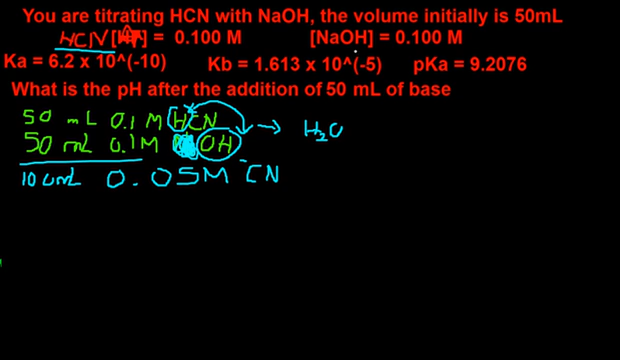 You are titrating HCN with NaOH, the volume initially is 50mL
HCN [HA] = 0.100 M [NaOH] = 0.100 M
Ka = 6.2 x 10^(-10) Kb = 1.613 x 10^(-5) pKa = 9.2076
What is the pH after the addition of 50 mL of base
50 mL 0.1 M HCN
50 mL 0.1 M OH → H₂O
100mL 0.05M CN⁻